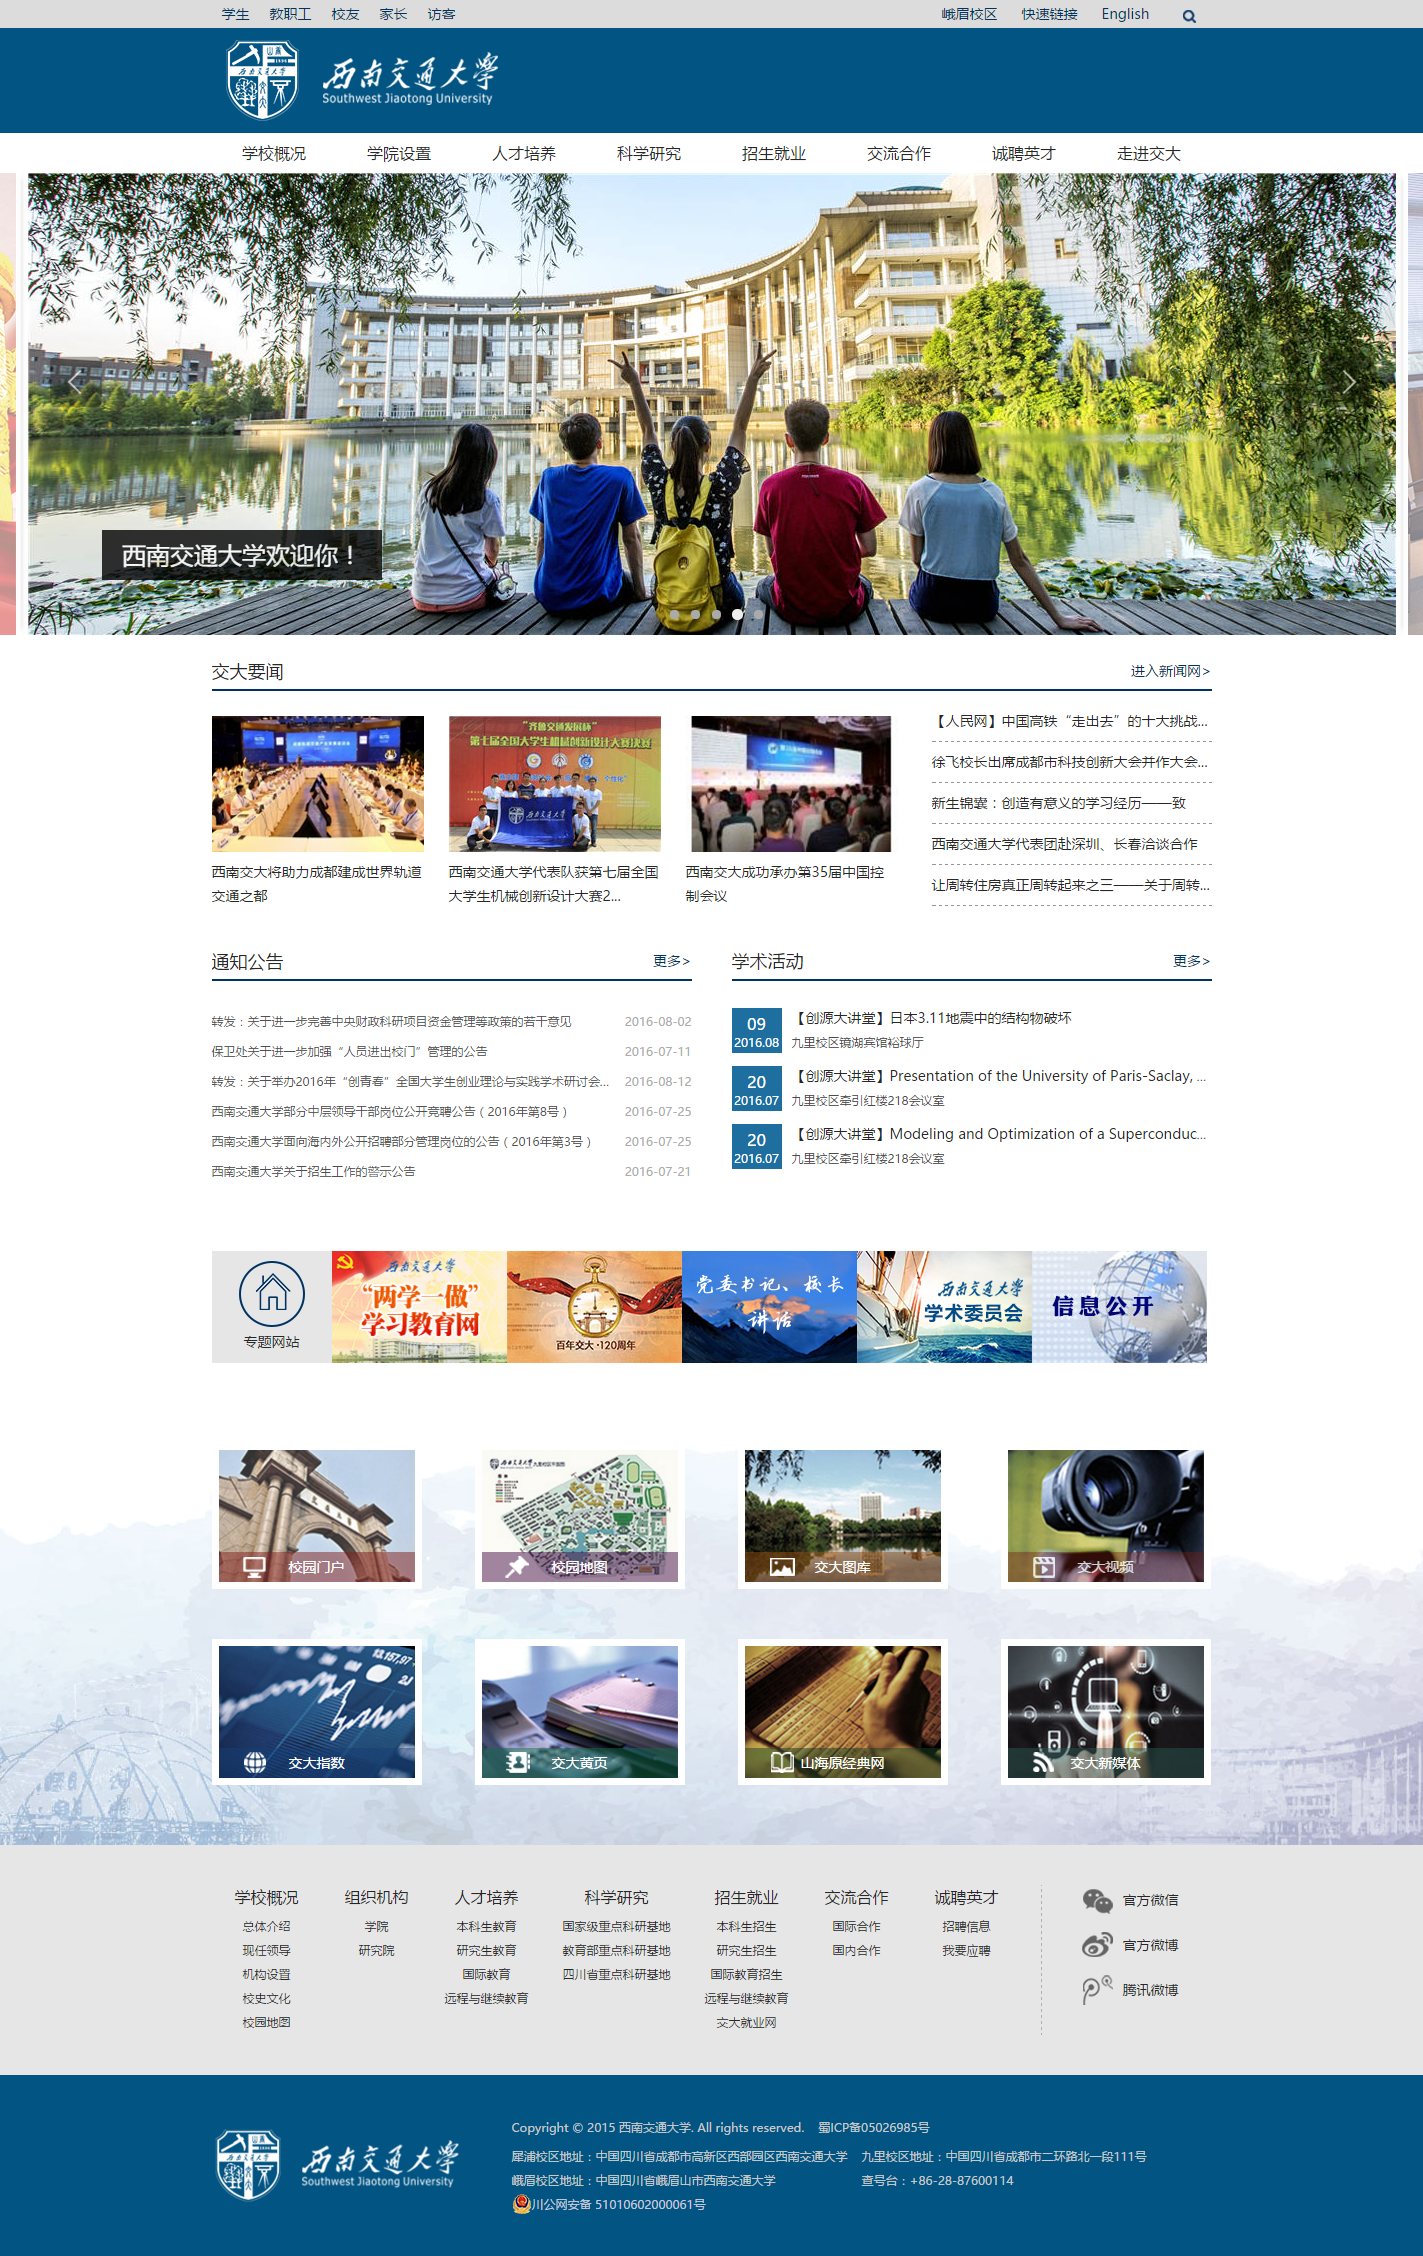 学生 教职工 校友 家长 访客 峨眉校区 快速链接 English
西南交通大学
Southwest Jiaotong University
学校概况 学院设置 人才培养 科学研究 招生就业 交流合作 诚聘英才 走进交大
西南交通大学欢迎你！
交大要闻 进入新闻网>
“齐鲁交通发展杯”
第七届全国大学生机械创新设计大赛决赛
西南交大将助力成都建成世界轨道
交通之都
西南交通大学代表队获第七届全国
大学生机械创新设计大赛2...
西南交大成功承办第35届中国控
制会议
【人民网】中国高铁“走出去”的十大挑战...
徐飞校长出席成都市科技创新大会并作大会...
新生锦囊：创造有意义的学习经历——致
西南交通大学代表团赴深圳、长春洽谈合作
让周转住房真正周转起来之三——关于周转...
通知公告 更多>
转发：关于进一步完善中央财政科研项目资金管理等政策的若干意见 2016-08-02
保卫处关于进一步加强“人员进出校门”管理的公告 2016-07-11
转发：关于举办2016年“创青春”全国大学生创业理论与实践学术研讨会... 2016-08-12
西南交通大学部分中层领导干部岗位公开竞聘公告（2016年第8号） 2016-07-25
西南交通大学面向海内外公开招聘部分管理岗位的公告（2016年第3号） 2016-07-25
西南交通大学关于招生工作的警示公告 2016-07-21
学术活动 更多>
09 【创源大讲堂】日本3.11地震中的结构物破坏
2016.08 九里校区镜湖宾馆裕球厅
20 【创源大讲堂】Presentation of the University of Paris-Saclay, ...
2016.07 九里校区牵引红楼218会议室
20 【创源大讲堂】Modeling and Optimization of a Superconduc...
2016.07 九里校区牵引红楼218会议室
专题网站
西南交通大学
“两学一做”
学习教育网
百年交大·120周年
党委书记、校长
讲话
西南交通大学
学术委员会
信息公开
西南交通大学九里校区平面图
校园门户 校园地图 交大图库 交大视频
交大指数 交大黄页 山海原经典网 交大新媒体
学校概况 组织机构 人才培养 科学研究 招生就业 交流合作 诚聘英才
总体介绍 学院 本科生教育 国家级重点科研基地 本科生招生 国际合作 招聘信息
现任领导 研究院 研究生教育 教育部重点科研基地 研究生招生 国内合作 我要应聘
机构设置 国际教育 四川省重点科研基地 国际教育招生
校史文化 远程与继续教育 远程与继续教育
校园地图 交大就业网
官方微信
官方微博
腾讯微博
西南交通大学
Southwest Jiaotong University
Copyright © 2015 西南交通大学. All rights reserved. 蜀ICP备05026985号
犀浦校区地址：中国四川省成都市高新区西部园区西南交通大学 九里校区地址：中国四川省成都市二环路北一段111号
峨眉校区地址：中国四川省峨眉山市西南交通大学 查号台：+86-28-87600114
川公网安备 51010602000061号